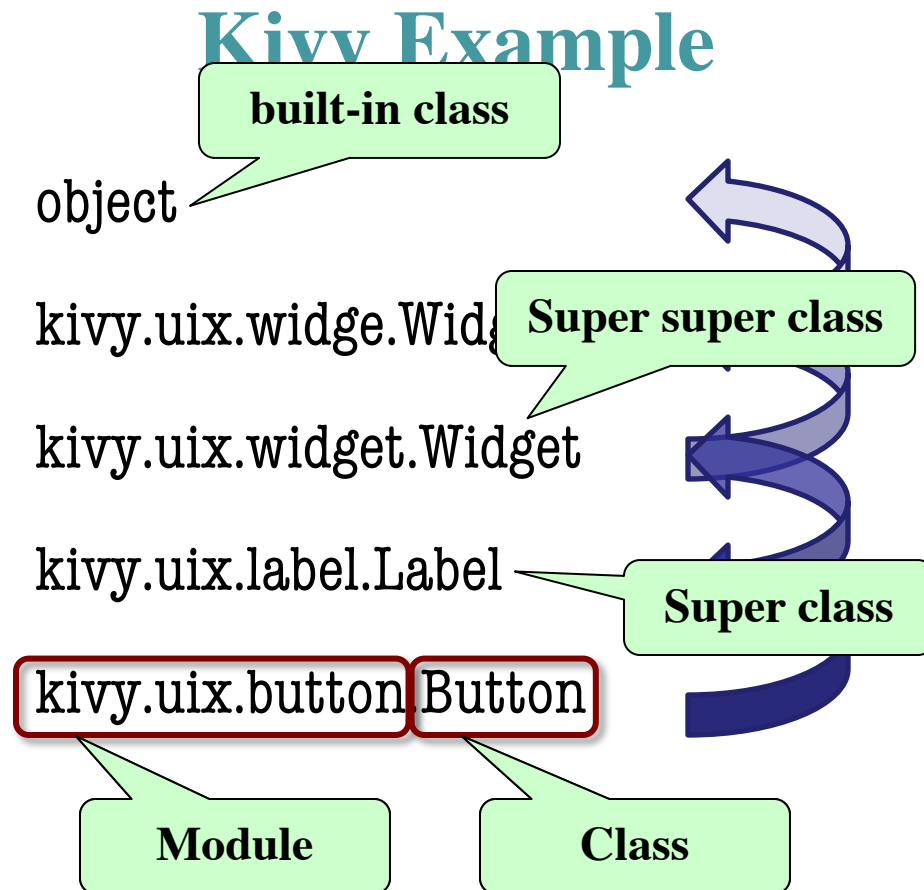 Kivy Example
built-in class
object
kivy.uix.widge.Widg
Super super class
kivy.uix.widget.Widget
kivy.uix.label.Label
Super class
kivy.uix.button.Button
Module
Class